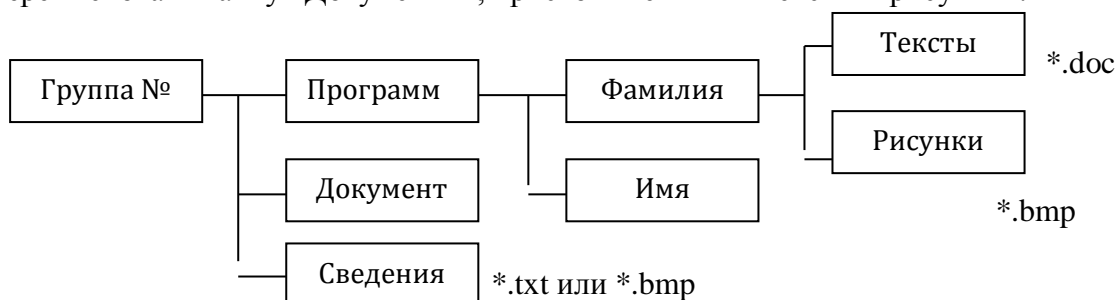 Группа №
Программ
Фамилия
Тексты
*.doc
Рисунки
*.bmp
Документ
Имя
Сведения
*.txt или *.bmp